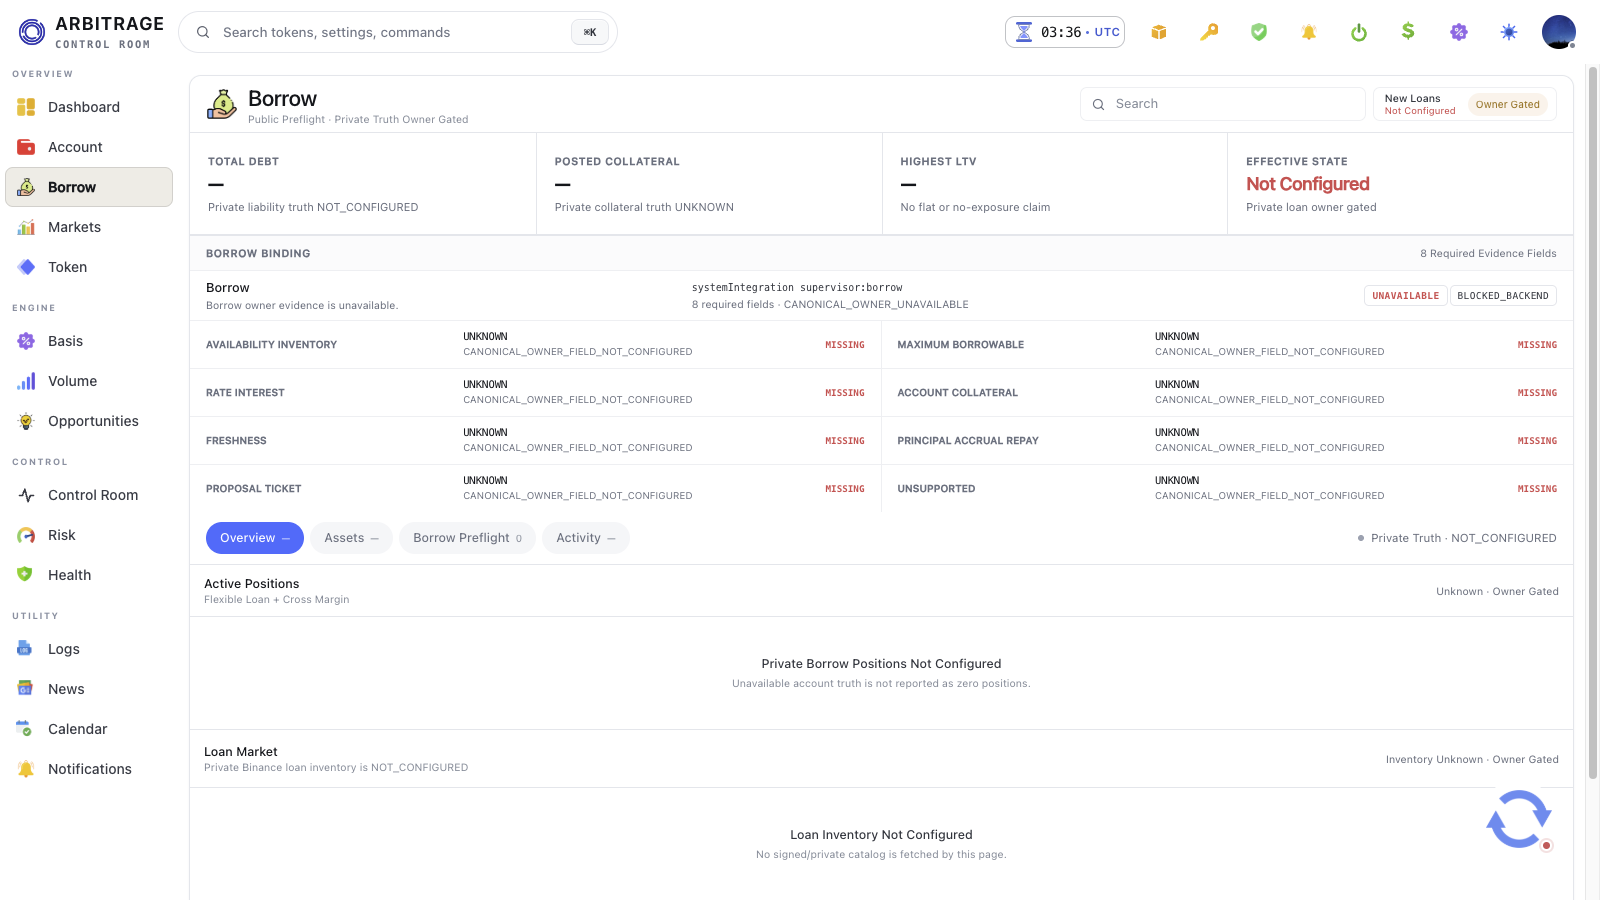 ARBITRAGE
CONTROL ROOM
Search tokens, settings, commands
⌘K
03:36 • UTC
OVERVIEW
Dashboard
Account
Borrow
Markets
Token
ENGINE
Basis
Volume
Opportunities
CONTROL
Control Room
Risk
Health
UTILITY
Logs
News
Calendar
Notifications
Borrow
Public Preflight · Private Truth Owner Gated
Search
New Loans
Not Configured
Owner Gated
TOTAL DEBT
—
Private liability truth NOT_CONFIGURED
POSTED COLLATERAL
—
Private collateral truth UNKNOWN
HIGHEST LTV
—
No flat or no-exposure claim
EFFECTIVE STATE
Not Configured
Private loan owner gated
BORROW BINDING
8 Required Evidence Fields
Borrow
Borrow owner evidence is unavailable.
systemIntegration supervisor:borrow
8 required fields · CANONICAL_OWNER_UNAVAILABLE
UNAVAILABLE
BLOCKED_BACKEND
AVAILABILITY INVENTORY
UNKNOWN
CANONICAL_OWNER_FIELD_NOT_CONFIGURED
MISSING
MAXIMUM BORROWABLE
UNKNOWN
CANONICAL_OWNER_FIELD_NOT_CONFIGURED
MISSING
RATE INTEREST
UNKNOWN
CANONICAL_OWNER_FIELD_NOT_CONFIGURED
MISSING
ACCOUNT COLLATERAL
UNKNOWN
CANONICAL_OWNER_FIELD_NOT_CONFIGURED
MISSING
FRESHNESS
UNKNOWN
CANONICAL_OWNER_FIELD_NOT_CONFIGURED
MISSING
PRINCIPAL ACCRUAL REPAY
UNKNOWN
CANONICAL_OWNER_FIELD_NOT_CONFIGURED
MISSING
PROPOSAL TICKET
UNKNOWN
CANONICAL_OWNER_FIELD_NOT_CONFIGURED
MISSING
UNSUPPORTED
UNKNOWN
CANONICAL_OWNER_FIELD_NOT_CONFIGURED
MISSING
Overview —
Assets —
Borrow Preflight 0
Activity —
Private Truth · NOT_CONFIGURED
Active Positions
Flexible Loan + Cross Margin
Unknown · Owner Gated
Private Borrow Positions Not Configured
Unavailable account truth is not reported as zero positions.
Loan Market
Private Binance loan inventory is NOT_CONFIGURED
Inventory Unknown · Owner Gated
Loan Inventory Not Configured
No signed/private catalog is fetched by this page.